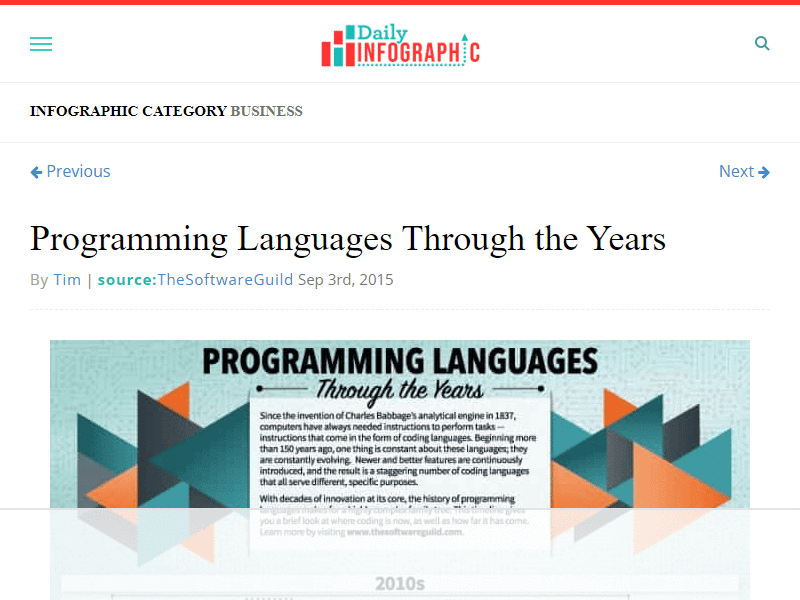 Daily
INFOGRAPHIC
INFOGRAPHIC CATEGORY BUSINESS
Previous
Next
Programming Languages Through the Years
By Tim | source:TheSoftwareGuild Sep 3rd, 2015
PROGRAMMING LANGUAGES
Through the Years
Since the invention of Charles Babbage's analytical engine in 1837,
computers have always needed instructions to perform tasks —
instructions that come in the form of coding languages. Beginning more
than 150 years ago, one thing is constant about these languages; they
are constantly evolving. Newer and better features are continuously
introduced, and the result is a staggering number of coding languages
that all serve different, specific purposes.
With decades of innovation at its core, the history of programming
languages makes for a highly complex family tree. This timeline gives
you a brief look at where coding is now, as well as how far it has come.
Learn more by visiting www.thesoftwareguild.com.
2010s